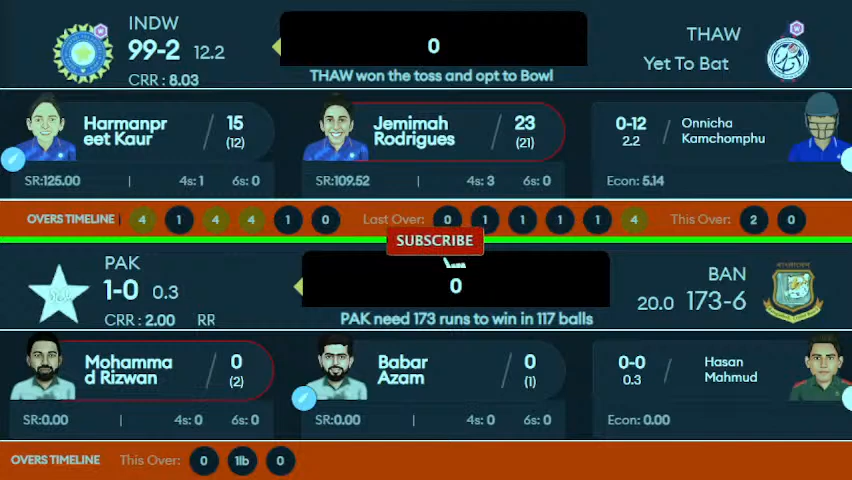 INDW
99-2 12.2
CRR : 8.03
0
THAW won the toss and opt to Bowl
THAW
Yet To Bat
Harmanpr
eet Kaur
15
(12)
SR:125.00 | 4s: 1 6s: 0
Jemimah
Rodrigues
23
(21)
SR:109.52 | 4s: 3 6s: 0
0-12
2.2
Onnicha
Kamchomphu
Econ: 5.14
OVERS TIMELINE | 4 1 4 4 1 0 Last Over: 0 1 1 1 1 4 This Over: 2 0
SUBSCRIBE
PAK
1-0 0.3
CRR : 2.00 RR
0
PAK need 173 runs to win in 117 balls
BAN
20.0 173-6
Mohamma
d Rizwan
0
(2)
SR:0.00 | 4s: 0 6s: 0
Babar
Azam
0
(1)
SR:0.00 | 4s: 0 6s: 0
0-0
0.3
Hasan
Mahmud
Econ: 0.00
OVERS TIMELINE This Over: 0 1lb 0